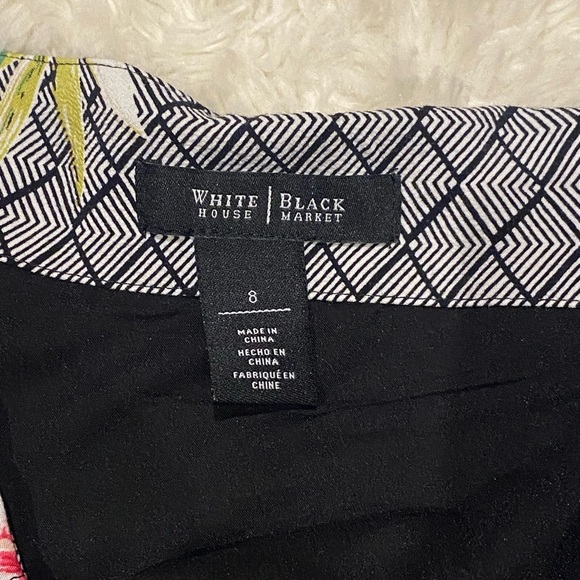 WHITE | BLACK
HOUSE | MARKET
8
MADE IN
CHINA
HECHO EN
CHINA
FABRIQUÉ EN
CHINE